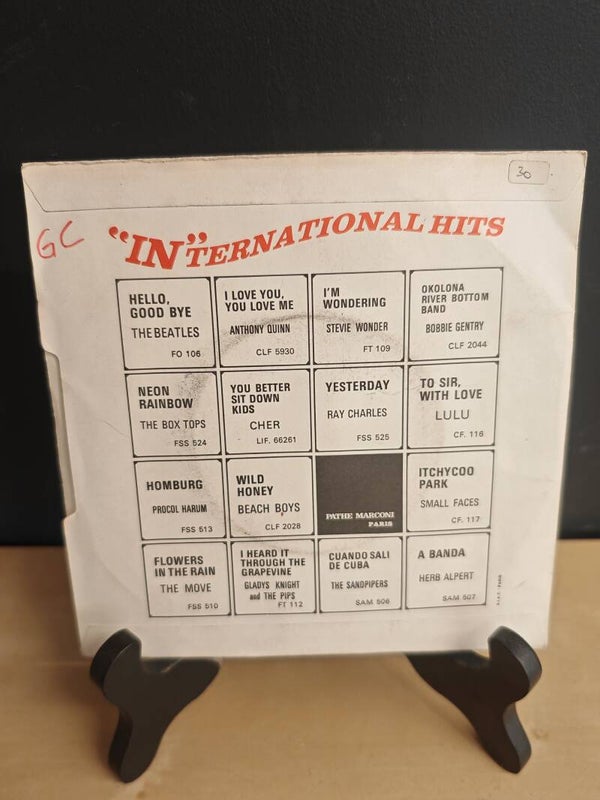 30
GC
"IN"TERNATIONAL HITS
HELLO,
GOOD BYE
THE BEATLES
FO 106
I LOVE YOU,
YOU LOVE ME
ANTHONY QUINN
CLF 5930
I'M
WONDERING
STEVIE WONDER
FT 109
OKOLONA
RIVER BOTTOM
BAND
BOBBIE GENTRY
CLF 2044
NEON
RAINBOW
THE BOX TOPS
FSS 524
YOU BETTER
SIT DOWN
KIDS
CHER
LIF. 66261
YESTERDAY
RAY CHARLES
FSS 525
TO SIR,
WITH LOVE
LULU
CF. 116
HOMBURG
PROCOL HARUM
FSS 513
WILD
HONEY
BEACH BOYS
CLF 2028
PATHE MARCONI
PARIS
ITCHYCOO
PARK
SMALL FACES
CF. 117
FLOWERS
IN THE RAIN
THE MOVE
FSS 510
I HEARD IT
THROUGH THE
GRAPEVINE
GLADYS KNIGHT
and THE PIPS
FT 112
CUANDO SALI
DE CUBA
THE SANDPIPERS
SAM 506
A BANDA
HERB ALPERT
SAM 507